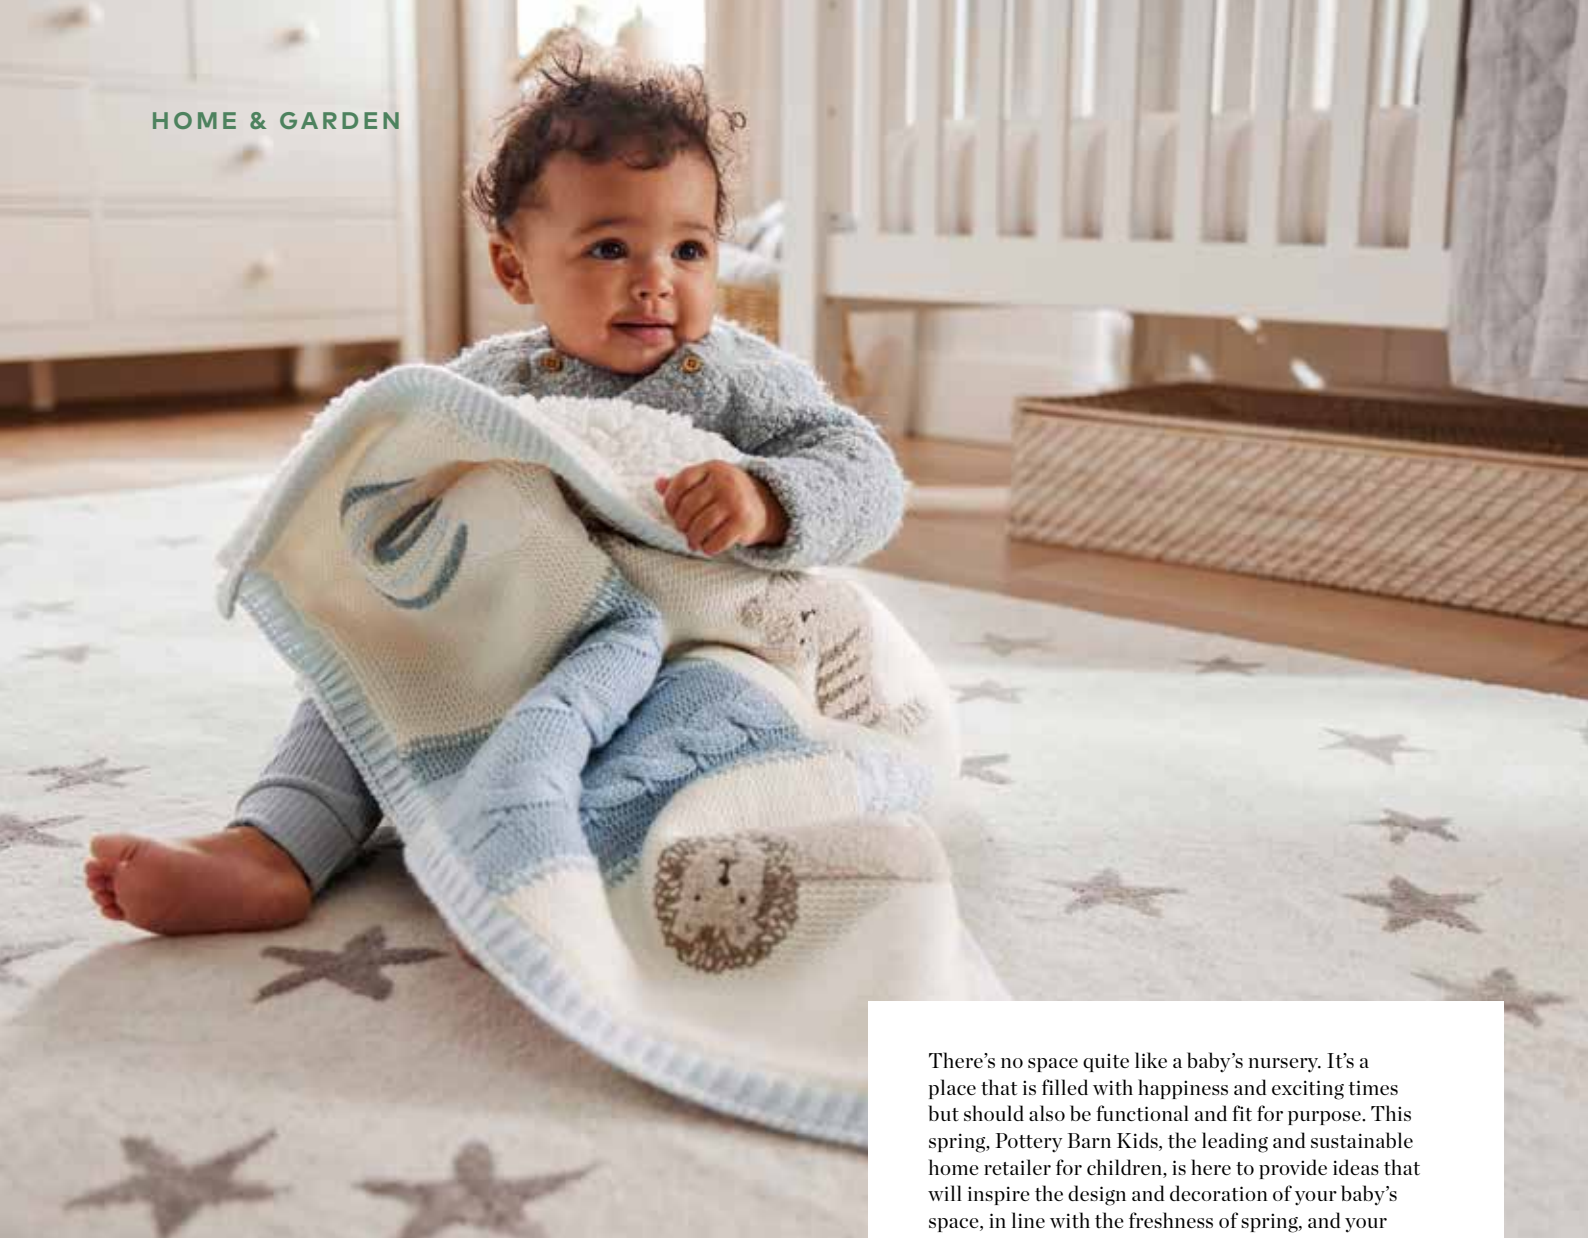 HOME & GARDEN
There’s no space quite like a baby’s nursery. It’s a
place that is filled with happiness and exciting times
but should also be functional and fit for purpose. This
spring, Pottery Barn Kids, the leading and sustainable
home retailer for children, is here to provide ideas that
will inspire the design and decoration of your baby’s
space, in line with the freshness of spring, and your